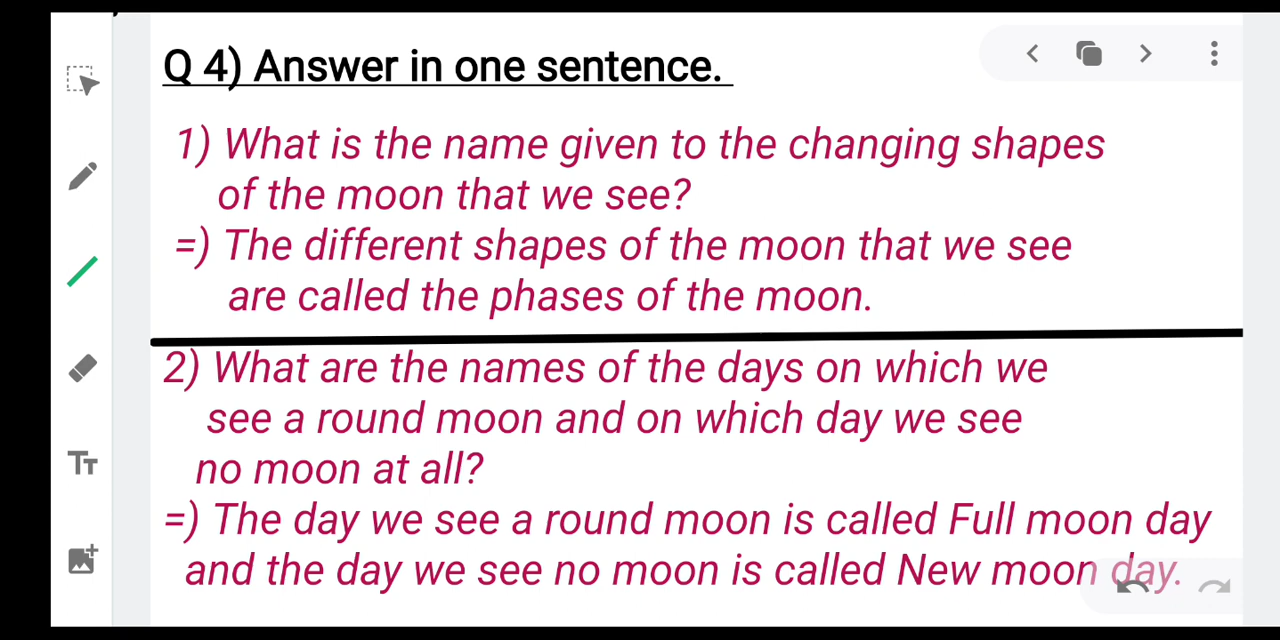 Q 4) Answer in one sentence.
1) What is the name given to the changing shapes
of the moon that we see?
=) The different shapes of the moon that we see
are called the phases of the moon.
2) What are the names of the days on which we
see a round moon and on which day we see
no moon at all?
=) The day we see a round moon is called Full moon day
and the day we see no moon is called New moon day.
Tт